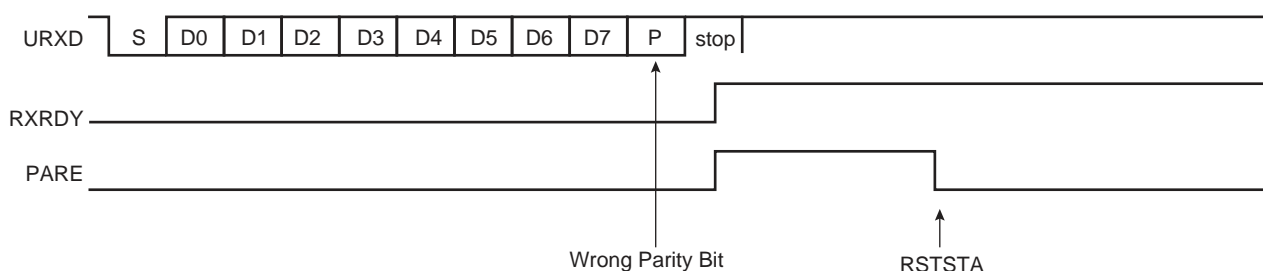 URXD S D0 D1 D2 D3 D4 D5 D6 D7 P stop
RXRDY
PARE
Wrong Parity Bit RSTSTA